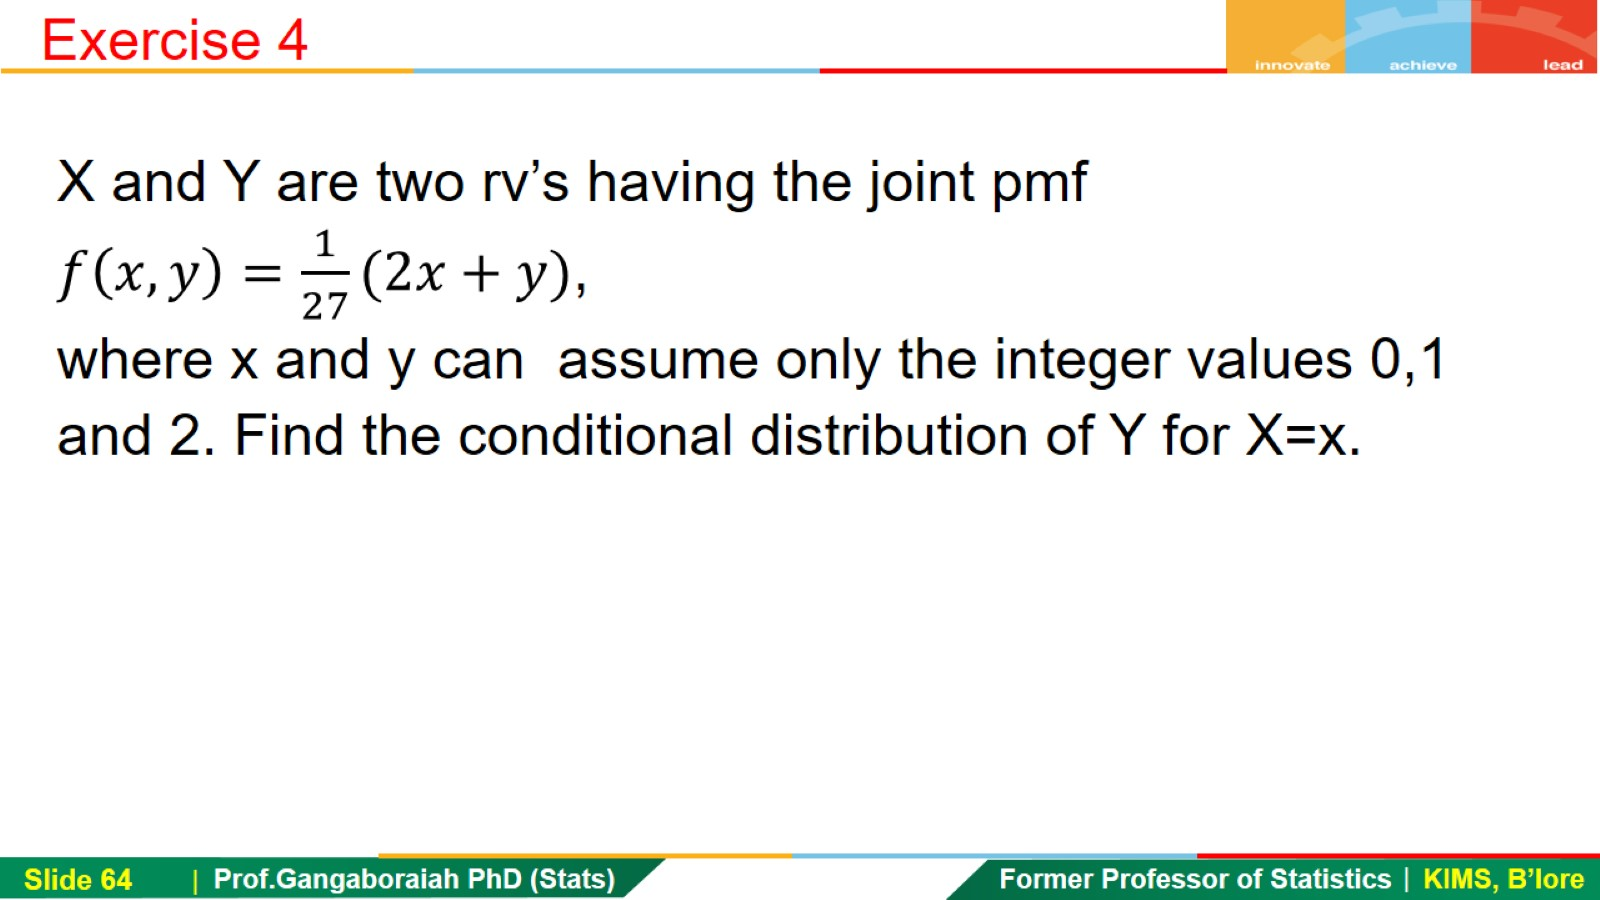 Exercise 4
innovate achieve lead
X and Y are two rv’s having the joint pmf
𝑓(𝑥, 𝑦) = 1/27 (2𝑥 + 𝑦),
where x and y can assume only the integer values 0,1
and 2. Find the conditional distribution of Y for X=x.
Slide 64 | Prof.Gangaboraiah PhD (Stats) Former Professor of Statistics | KIMS, B’lore